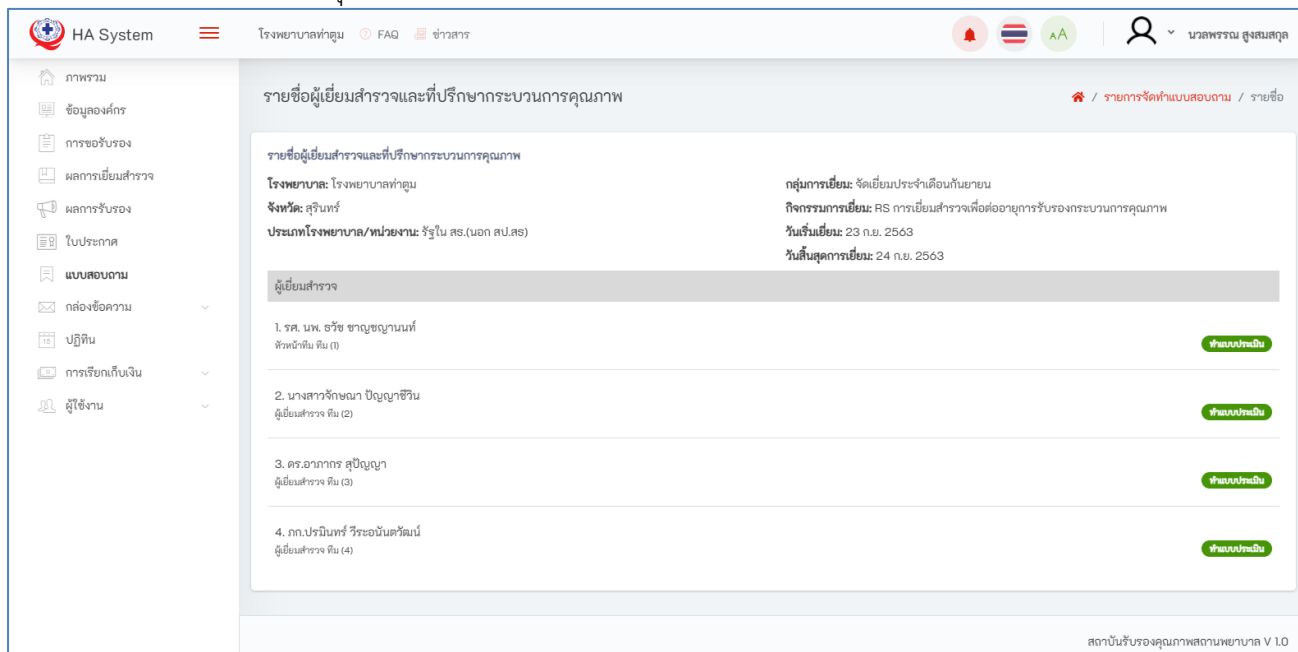 HA System
โรงพยาบาลท่าตูม FAQ ข่าวสาร AA นวลพรรณ สูงสมสกุล
ภาพรวม
ข้อมูลองค์กร
การขอรับรอง
ผลการเยี่ยมสำรวจ
ผลการรับรอง
ใบประกาศ
แบบสอบถาม
กล่องข้อความ
ปฏิทิน
การเรียกเก็บเงิน
ผู้ใช้งาน
รายชื่อผู้เยี่ยมสำรวจและที่ปรึกษากระบวนการคุณภาพ
/ รายการจัดทำแบบสอบถาม / รายชื่อ
รายชื่อผู้เยี่ยมสำรวจและที่ปรึกษากระบวนการคุณภาพ
โรงพยาบาล: โรงพยาบาลท่าตูม
จังหวัด: สุรินทร์
ประเภทโรงพยาบาล/หน่วยงาน: รัฐใน สธ.(นอก สป.สธ)
กลุ่มการเยี่ยม: จัดเยี่ยมประจำเดือนกันยายน
กิจกรรมการเยี่ยม: RS การเยี่ยมสำรวจเพื่อต่ออายุการรับรองกระบวนการคุณภาพ
วันเริ่มเยี่ยม: 23 ก.ย. 2563
วันสิ้นสุดการเยี่ยม: 24 ก.ย. 2563
ผู้เยี่ยมสำรวจ
1. รศ. นพ. ธวัช ชาญชญานนท์
หัวหน้าทีม ทีม (1)
ทำแบบประเมิน
2. นางสาวจักษณา ปัญญาชีวิน
ผู้เยี่ยมสำรวจ ทีม (2)
ทำแบบประเมิน
3. ดร.อาภากร สุปัญญา
ผู้เยี่ยมสำรวจ ทีม (3)
ทำแบบประเมิน
4. ภก.ปรมินทร์ วีระอนันตวัฒน์
ผู้เยี่ยมสำรวจ ทีม (4)
ทำแบบประเมิน
สถาบันรับรองคุณภาพสถานพยาบาล V 1.0